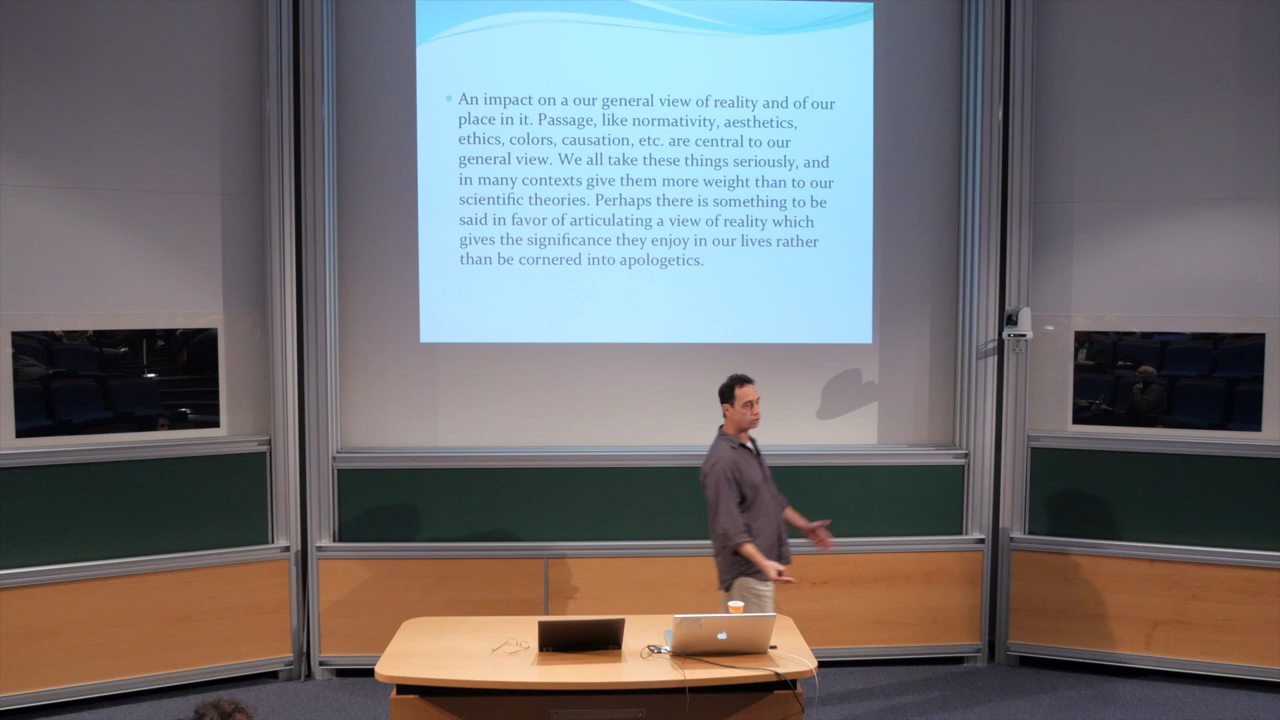 An impact on a our general view of reality and of our
place in it. Passage, like normativity, aesthetics,
ethics, colors, causation, etc. are central to our
general view. We all take these things seriously, and
in many contexts give them more weight than to our
scientific theories. Perhaps there is something to be
said in favor of articulating a view of reality which
gives the significance they enjoy in our lives rather
than be cornered into apologetics.